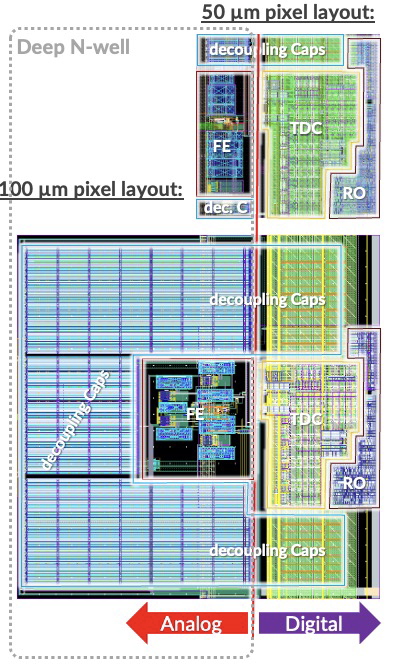 50 µm pixel layout:
Deep N-well
decoupling Caps
TDC
FE
RO
100 µm pixel layout:
dec. C
decoupling Caps
decoupling Caps
FE
TDC
RO
decoupling Caps
Analog
Digital